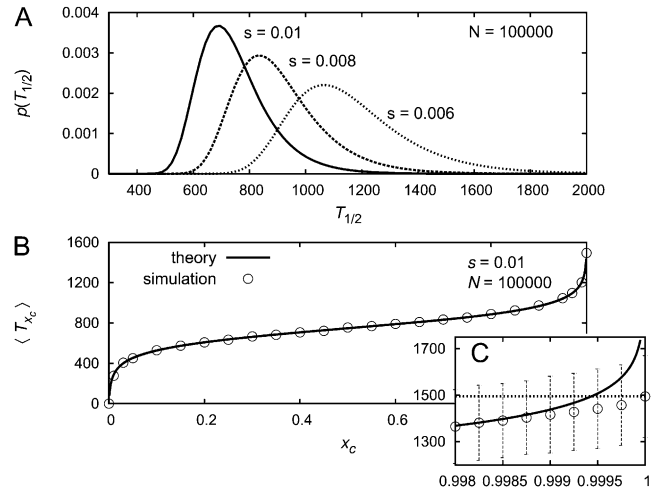 A
0.004
0.003
0.002
0.001
0
p(T1/2)
s = 0.01
s = 0.008
s = 0.006
N = 100000
400 600 800 1000 1200 1400 1600 1800 2000
T1/2
B
1600
1200
800
400
0
⟨ Txc ⟩
theory
simulation
s = 0.01
N = 100000
0 0.2 0.4 0.6
xc
C
1700
1500
1300
0.998 0.9985 0.999 0.9995 1